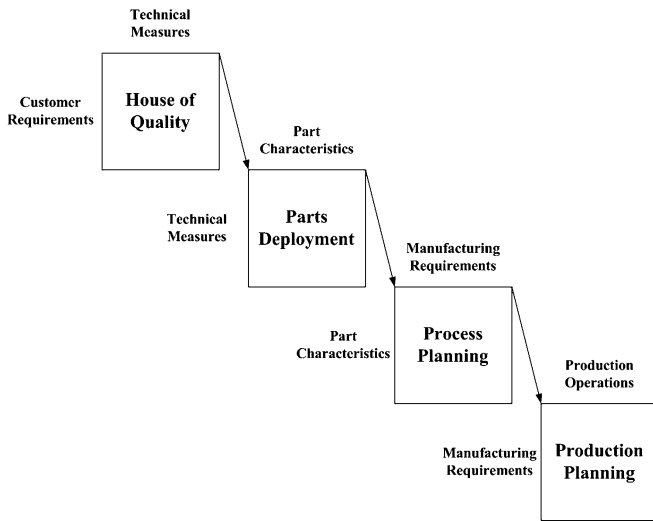 Technical
Measures
Customer
Requirements
House of
Quality
Part
Characteristics
Technical
Measures
Parts
Deployment
Manufacturing
Requirements
Part
Characteristics
Process
Planning
Production
Operations
Manufacturing
Requirements
Production
Planning